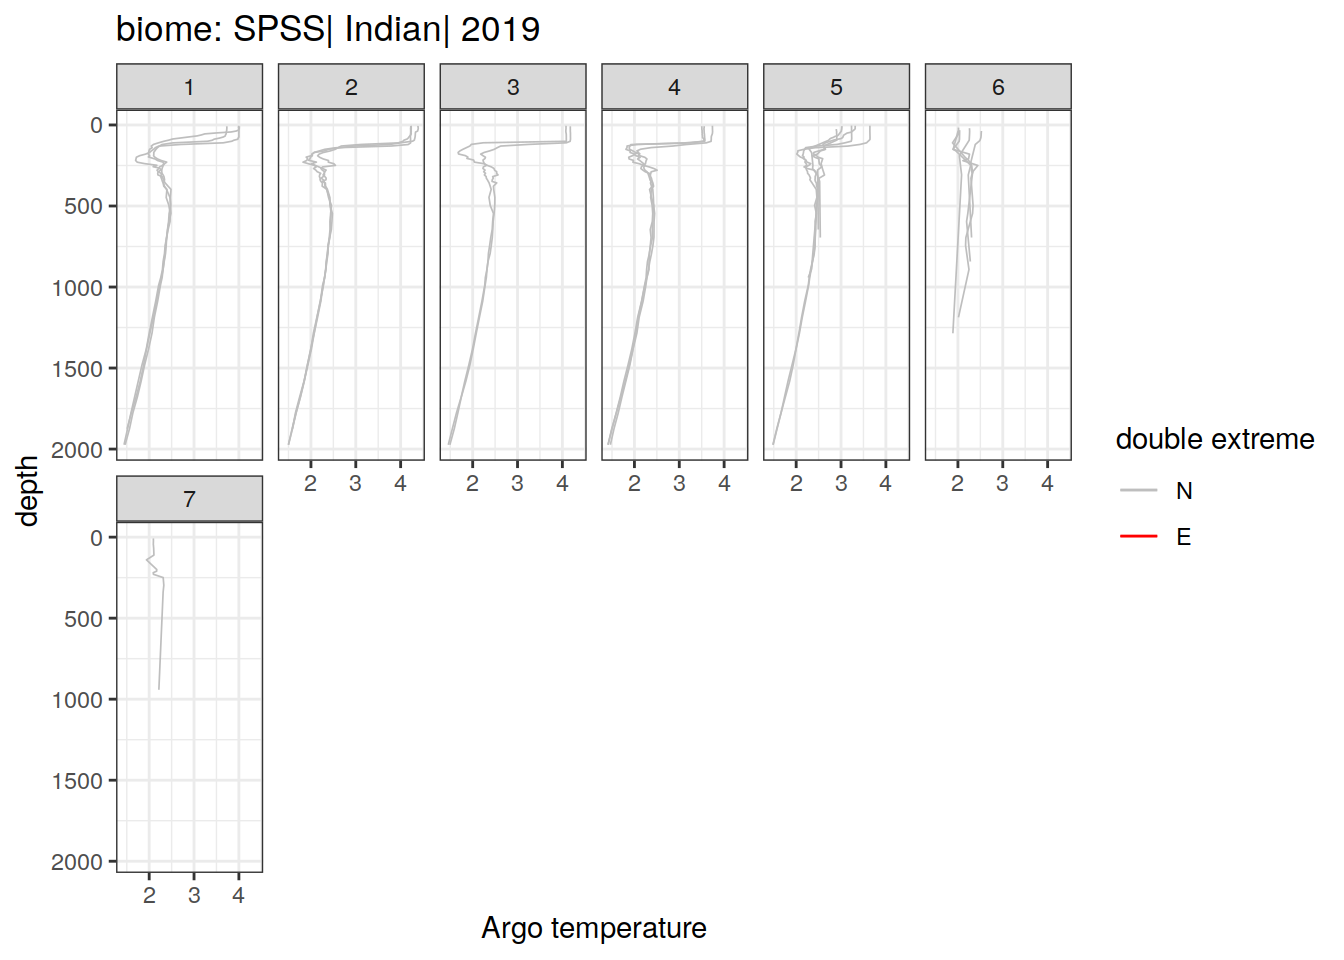 biome: SPSS| Indian| 2019
1 2 3 4 5 6
0
500
1000
1500
2000
2 3 4 2 3 4 2 3 4 2 3 4 2 3 4
7
0
500
1000
1500
2000
2 3 4
depth
Argo temperature
double extreme
N
E